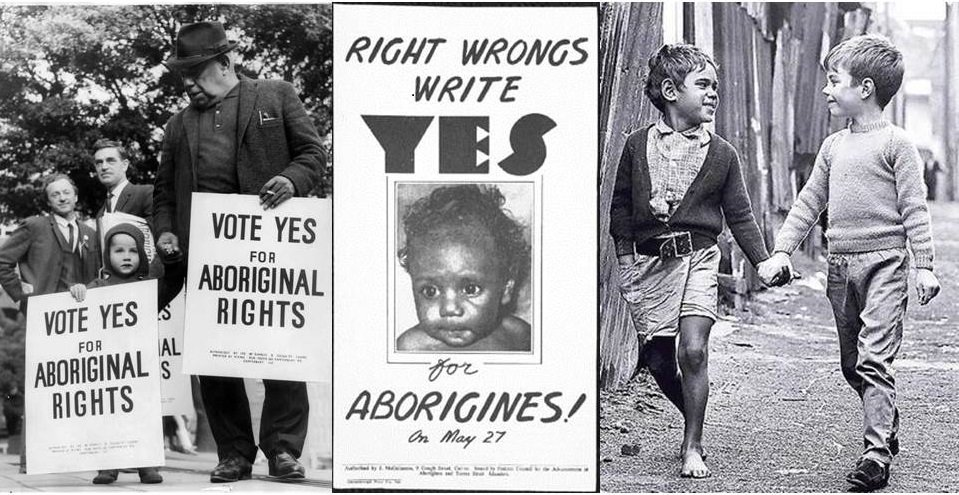 VOTE YES
FOR
ABORIGINAL
RIGHTS
VOTE YES
FOR
ABORIGINAL
RIGHTS
AL
S
RIGHT WRONGS
WRITE
YES
for
ABORIGINES!
On May 27